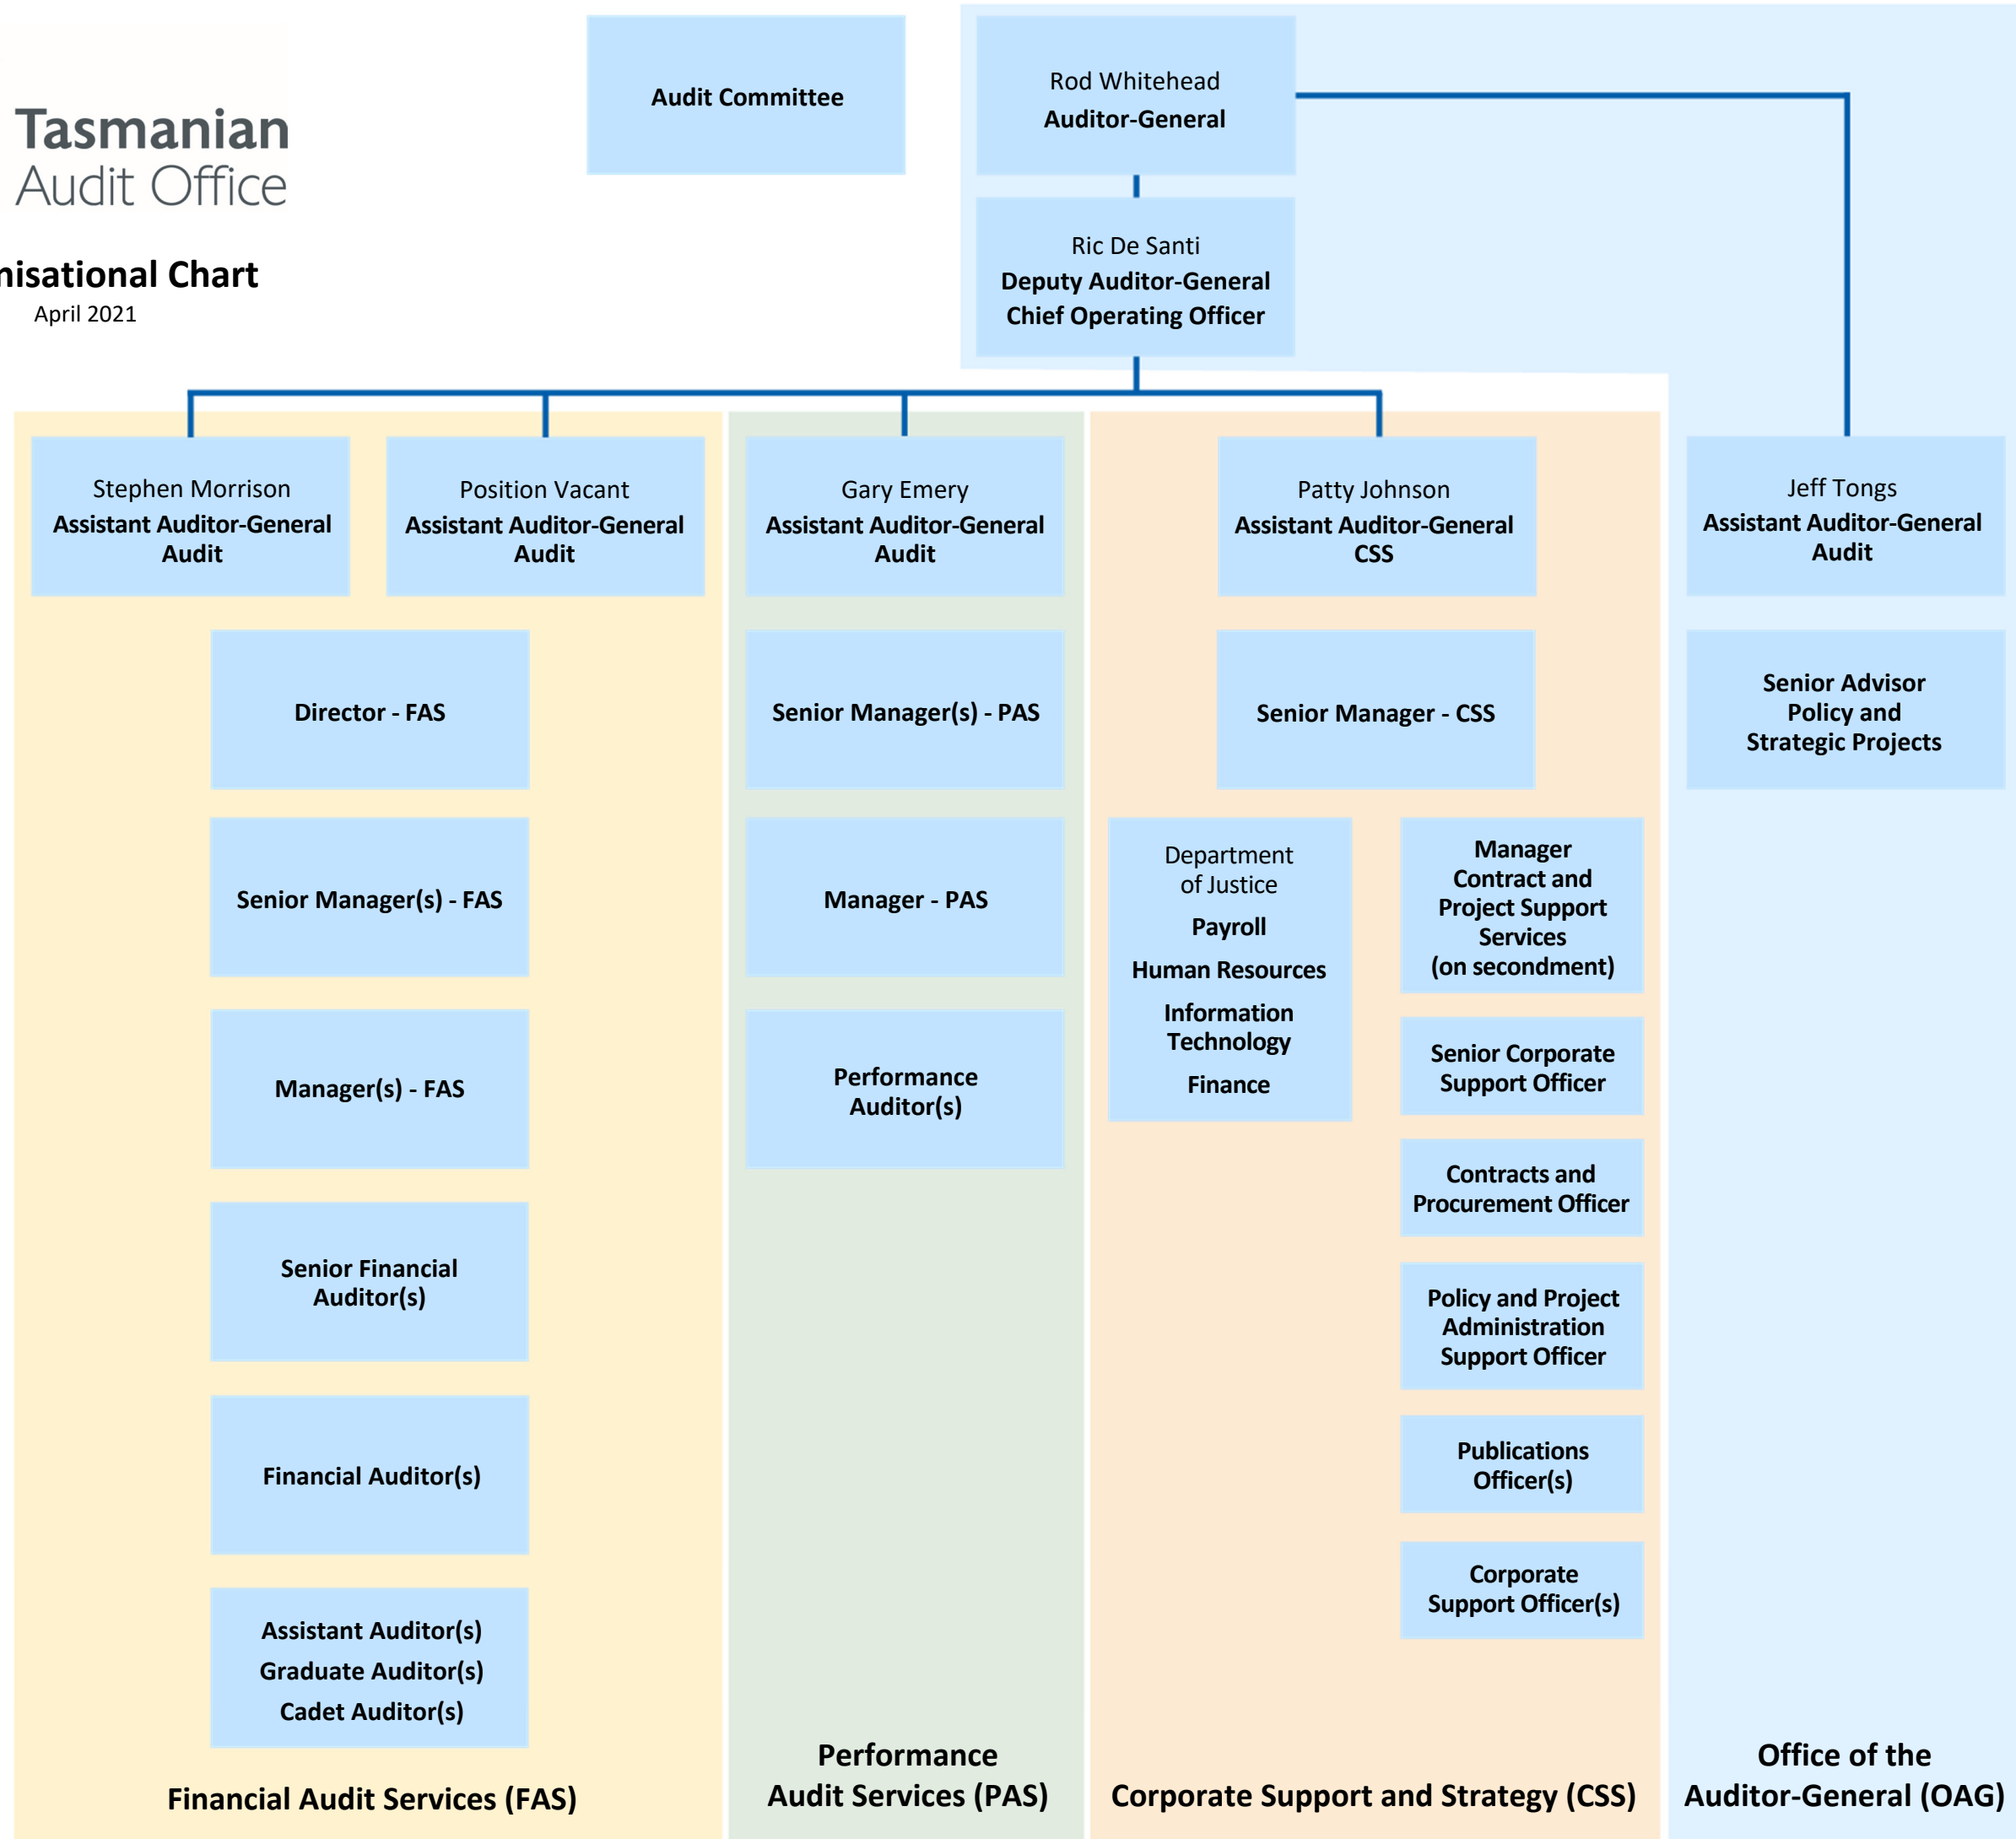 Tasmanian
Audit Office
nisational Chart
April 2021
Audit Committee
Rod Whitehead
Auditor-General
Ric De Santi
Deputy Auditor-General
Chief Operating Officer
Stephen Morrison
Assistant Auditor-General
Audit
Position Vacant
Assistant Auditor-General
Audit
Gary Emery
Assistant Auditor-General
Audit
Patty Johnson
Assistant Auditor-General
CSS
Jeff Tongs
Assistant Auditor-General
Audit
Director - FAS
Senior Manager(s) - FAS
Manager(s) - FAS
Senior Financial
Auditor(s)
Financial Auditor(s)
Assistant Auditor(s)
Graduate Auditor(s)
Cadet Auditor(s)
Financial Audit Services (FAS)
Senior Manager(s) - PAS
Manager - PAS
Performance
Auditor(s)
Performance
Audit Services (PAS)
Senior Manager - CSS
Department
of Justice
Payroll
Human Resources
Information
Technology
Finance
Manager
Contract and
Project Support
Services
(on secondment)
Senior Corporate
Support Officer
Contracts and
Procurement Officer
Policy and Project
Administration
Support Officer
Publications
Officer(s)
Corporate
Support Officer(s)
Corporate Support and Strategy (CSS)
Senior Advisor
Policy and
Strategic Projects
Office of the
Auditor-General (OAG)